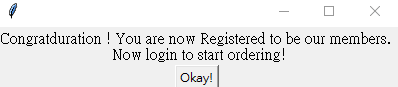 Congratduration ! You are now Registered to be our members.
Now login to start ordering!
Okay!